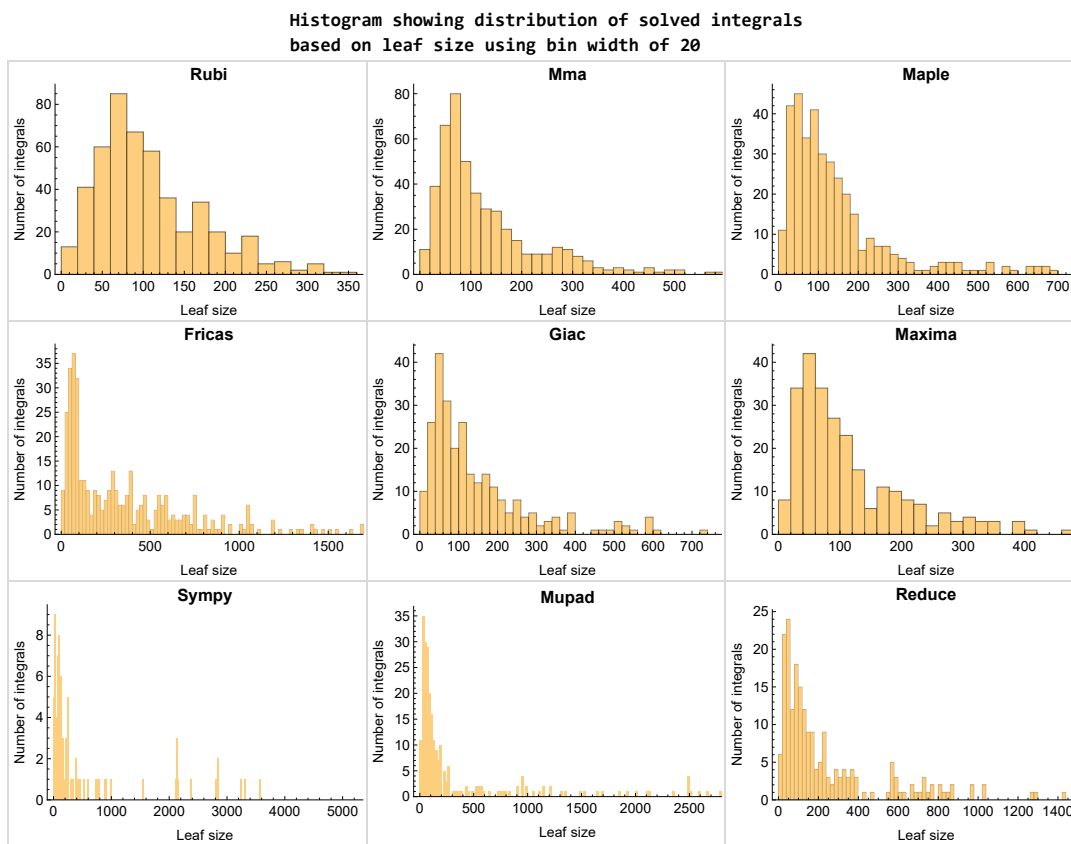 Histogram showing distribution of solved integrals
based on leaf size using bin width of 20
Rubi
Number of integrals
80
60
40
20
0
0 50 100 150 200 250 300 350
Leaf size
Mma
Number of integrals
80
60
40
20
0
0 100 200 300 400 500
Leaf size
Maple
Number of integrals
40
30
20
10
0
0 100 200 300 400 500 600 700
Leaf size
Fricas
Number of integrals
35
30
25
20
15
10
5
0
0 500 1000 1500
Leaf size
Giac
Number of integrals
40
30
20
10
0
0 100 200 300 400 500 600 700
Leaf size
Maxima
Number of integrals
40
30
20
10
0
0 100 200 300 400
Leaf size
Sympy
Number of integrals
8
6
4
2
0
0 1000 2000 3000 4000 5000
Leaf size
Mupad
Number of integrals
35
30
25
20
15
10
5
0
0 500 1000 1500 2000 2500
Leaf size
Reduce
Number of integrals
25
20
15
10
5
0
0 200 400 600 800 1000 1200 1400
Leaf size